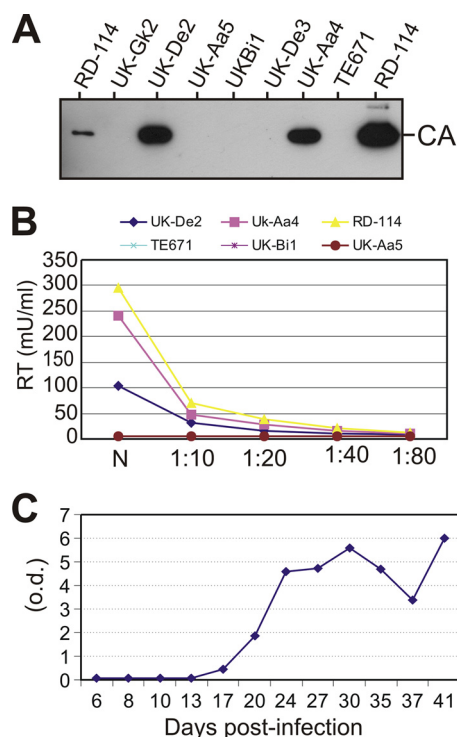 A
RD-114 UK-Gk2 UK-De2 UK-Aa5 UKBi1 UK-De3 UK-Aa4 TE671 RD-114
CA
B
UK-De2 Uk-Aa4 RD-114
TE671 UK-Bi1 UK-Aa5
RT (mU/ml)
350
300
250
200
150
100
50
0
N 1:10 1:20 1:40 1:80
C
(o.d.)
7
6
5
4
3
2
1
0
6 8 10 13 17 20 24 27 30 35 37 41
Days post-infection